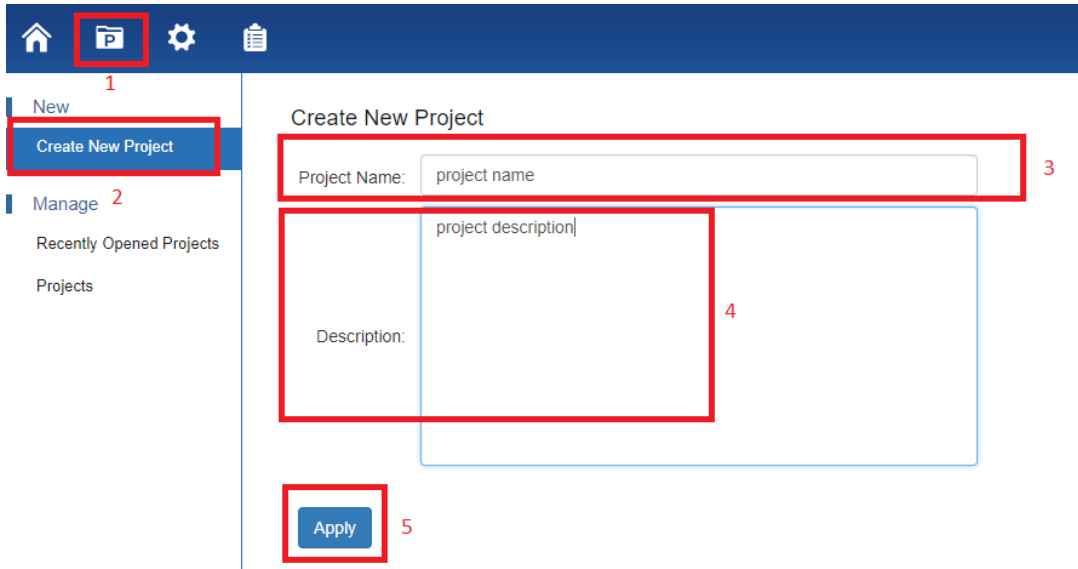 P
1
New
Create New Project
Manage 2
Recently Opened Projects
Projects
Create New Project
Project Name: project name
3
project description
Description:
4
Apply
5